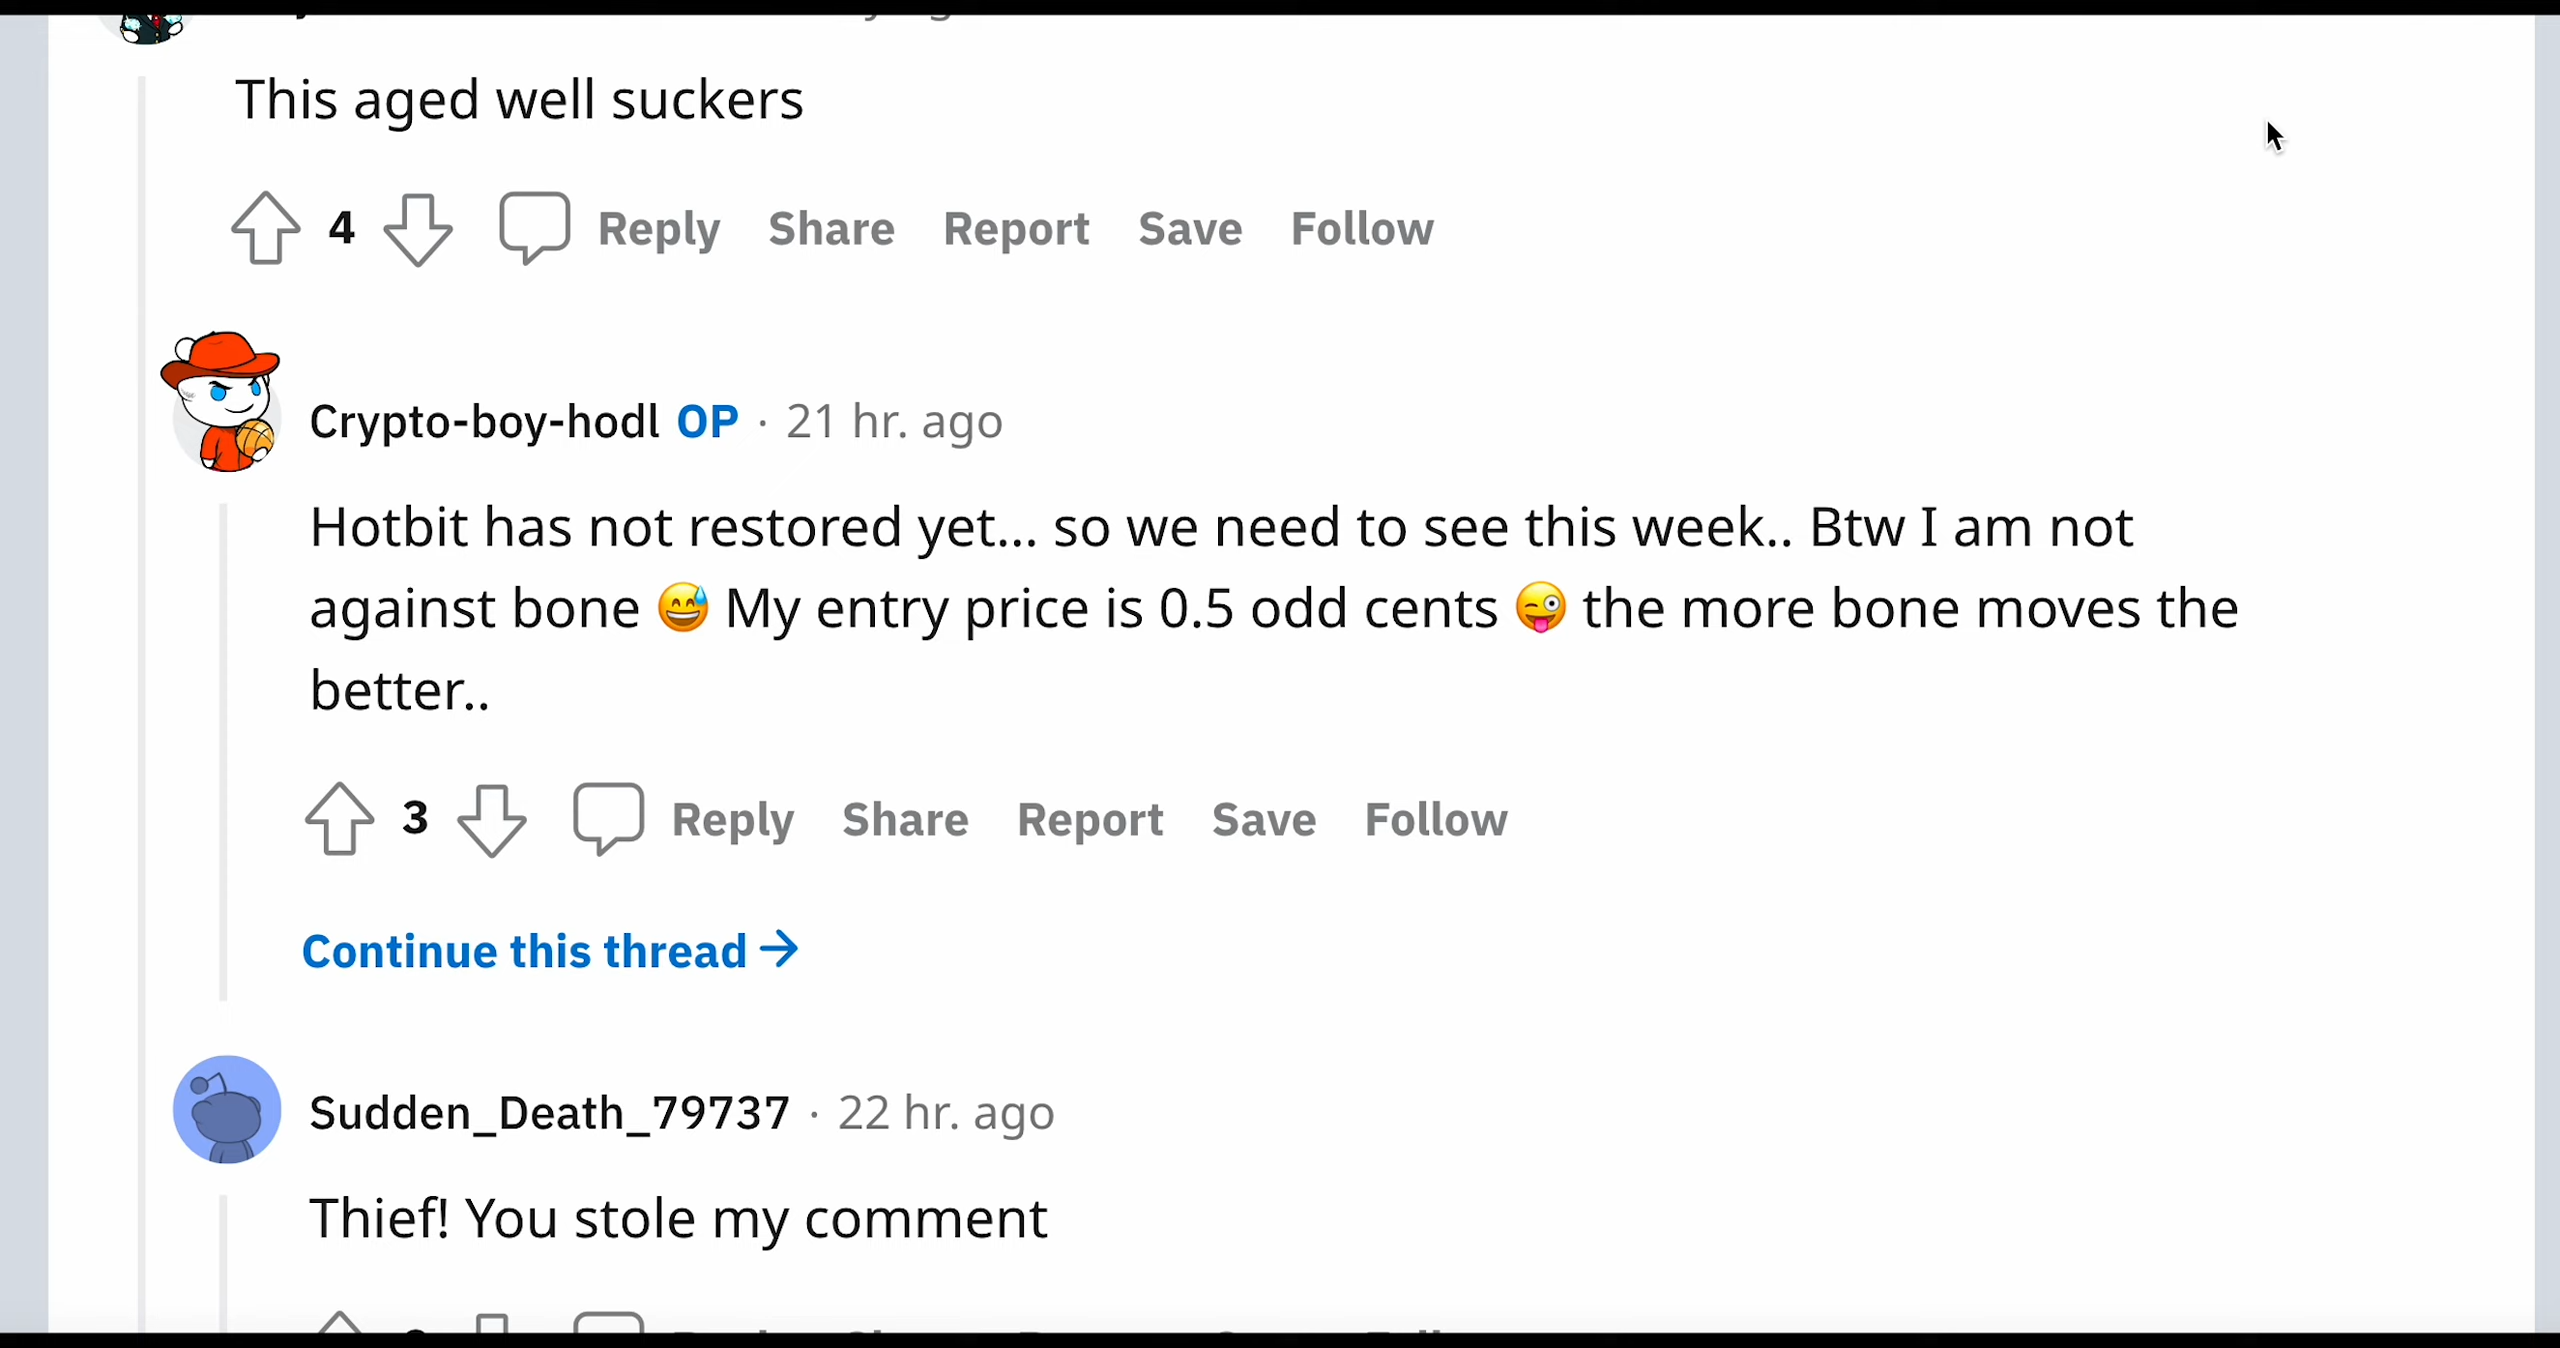 This aged well suckers
4 Reply Share Report Save Follow
Crypto-boy-hodl OP · 21 hr. ago
Hotbit has not restored yet... so we need to see this week.. Btw I am not
against bone 😅 My entry price is 0.5 odd cents 😜 the more bone moves the
better..
3 Reply Share Report Save Follow
Continue this thread →
Sudden_Death_79737 · 22 hr. ago
Thief! You stole my comment